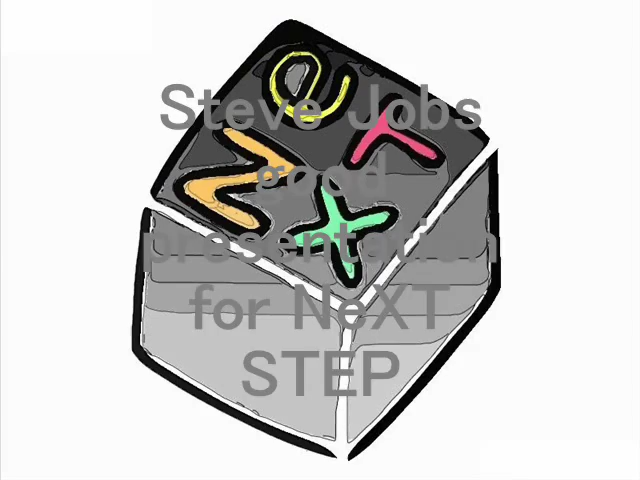 Steve Jobs
good
presentation
for NeXT
STEP
N e
X T